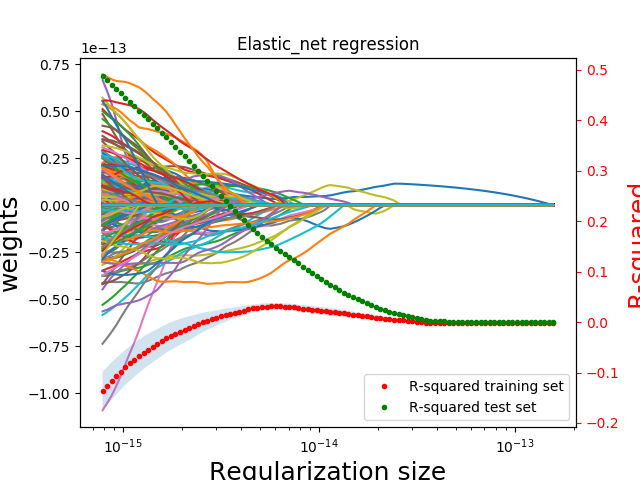 Elastic_net regression
1e−13
0.75
0.50
0.25
0.00
−0.25
−0.50
−0.75
−1.00
weights
0.5
0.4
0.3
0.2
0.1
0.0
−0.1
−0.2
R-squared
R-squared training set
R-squared test set
10⁻¹⁵
10⁻¹⁴
10⁻¹³
Regularization size